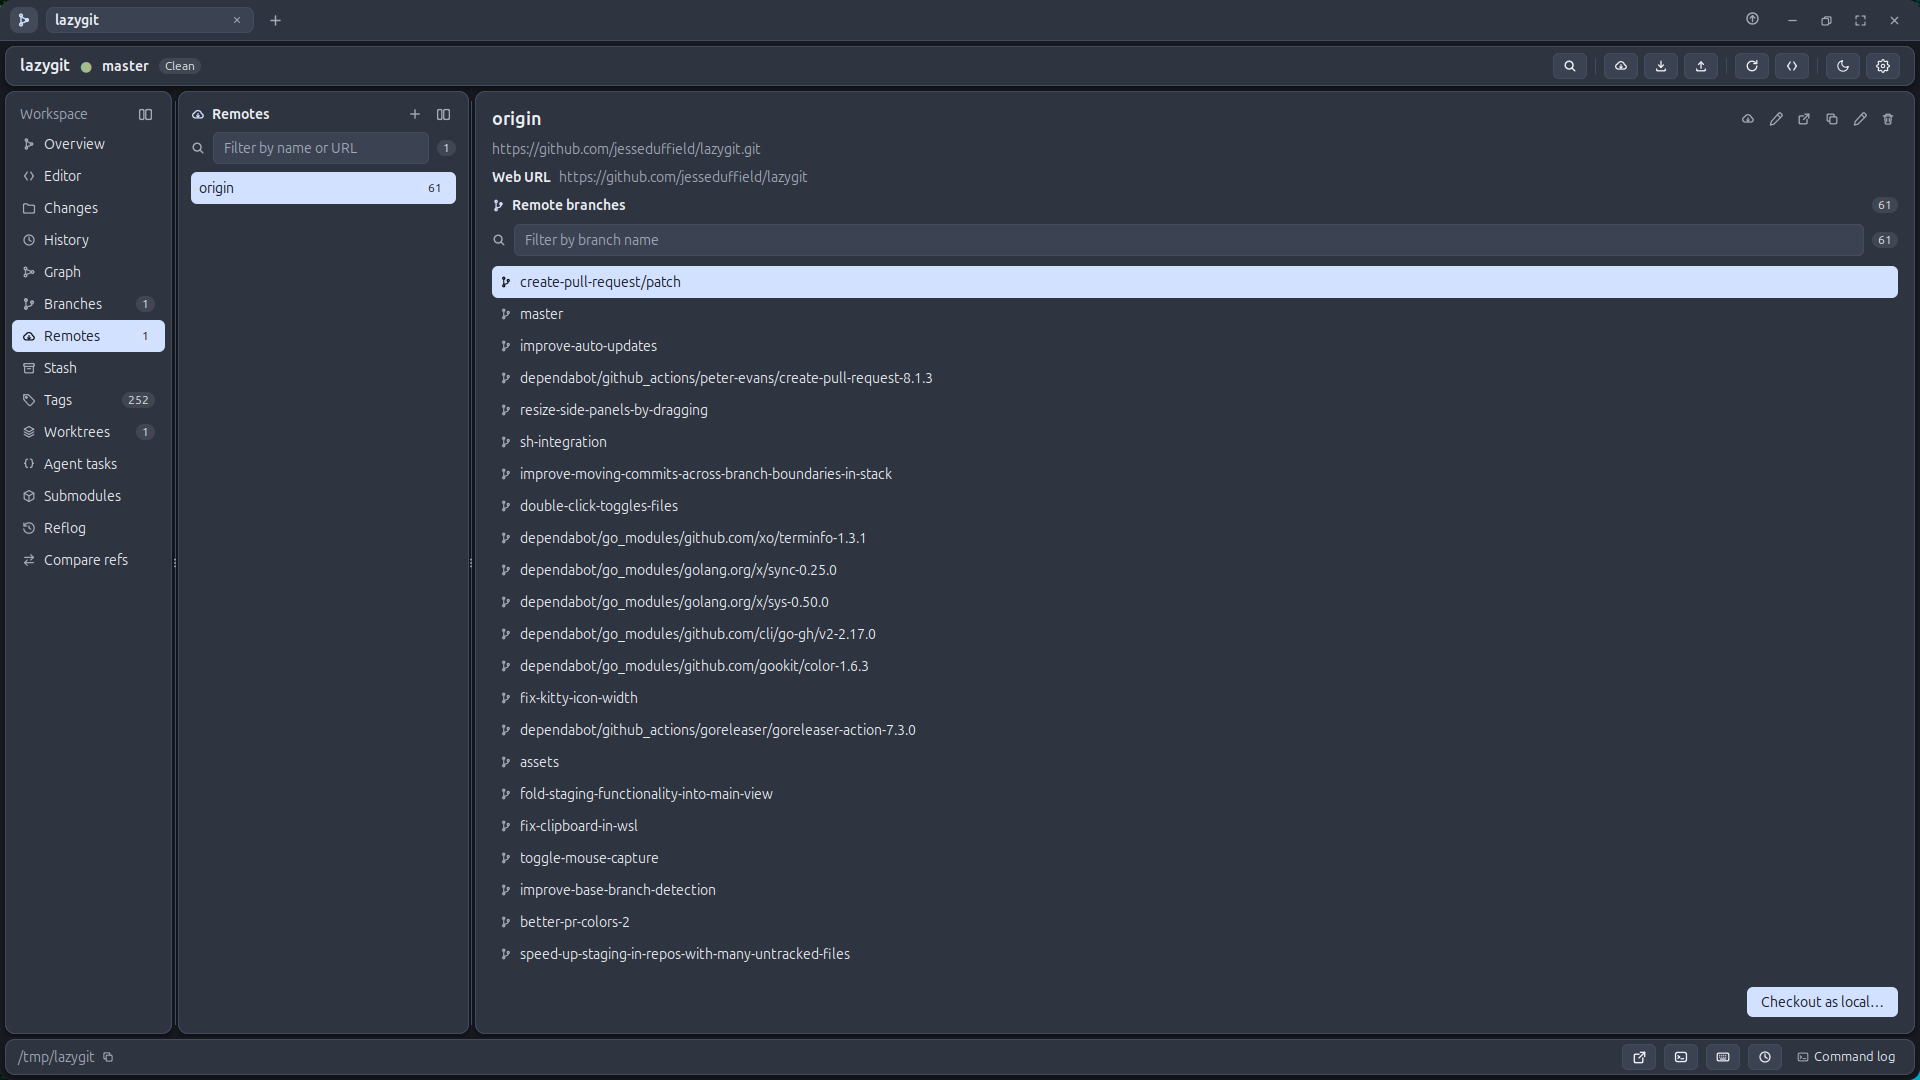 lazygit
lazygit master Clean
Workspace
Overview
Editor
Changes
History
Graph
Branches 1
Remotes 1
Stash
Tags 252
Worktrees 1
Agent tasks
Submodules
Reflog
Compare refs
Remotes
Filter by name or URL 1
origin 61
origin
https://github.com/jesseduffield/lazygit.git
Web URL https://github.com/jesseduffield/lazygit
Remote branches 61
Filter by branch name 61
create-pull-request/patch
master
improve-auto-updates
dependabot/github_actions/peter-evans/create-pull-request-8.1.3
resize-side-panels-by-dragging
sh-integration
improve-moving-commits-across-branch-boundaries-in-stack
double-click-toggles-files
dependabot/go_modules/github.com/xo/terminfo-1.3.1
dependabot/go_modules/golang.org/x/sync-0.25.0
dependabot/go_modules/golang.org/x/sys-0.50.0
dependabot/go_modules/github.com/cli/go-gh/v2-2.17.0
dependabot/go_modules/github.com/gookit/color-1.6.3
fix-kitty-icon-width
dependabot/github_actions/goreleaser/goreleaser-action-7.3.0
assets
fold-staging-functionality-into-main-view
fix-clipboard-in-wsl
toggle-mouse-capture
improve-base-branch-detection
better-pr-colors-2
speed-up-staging-in-repos-with-many-untracked-files
Checkout as local…
/tmp/lazygit
Command log